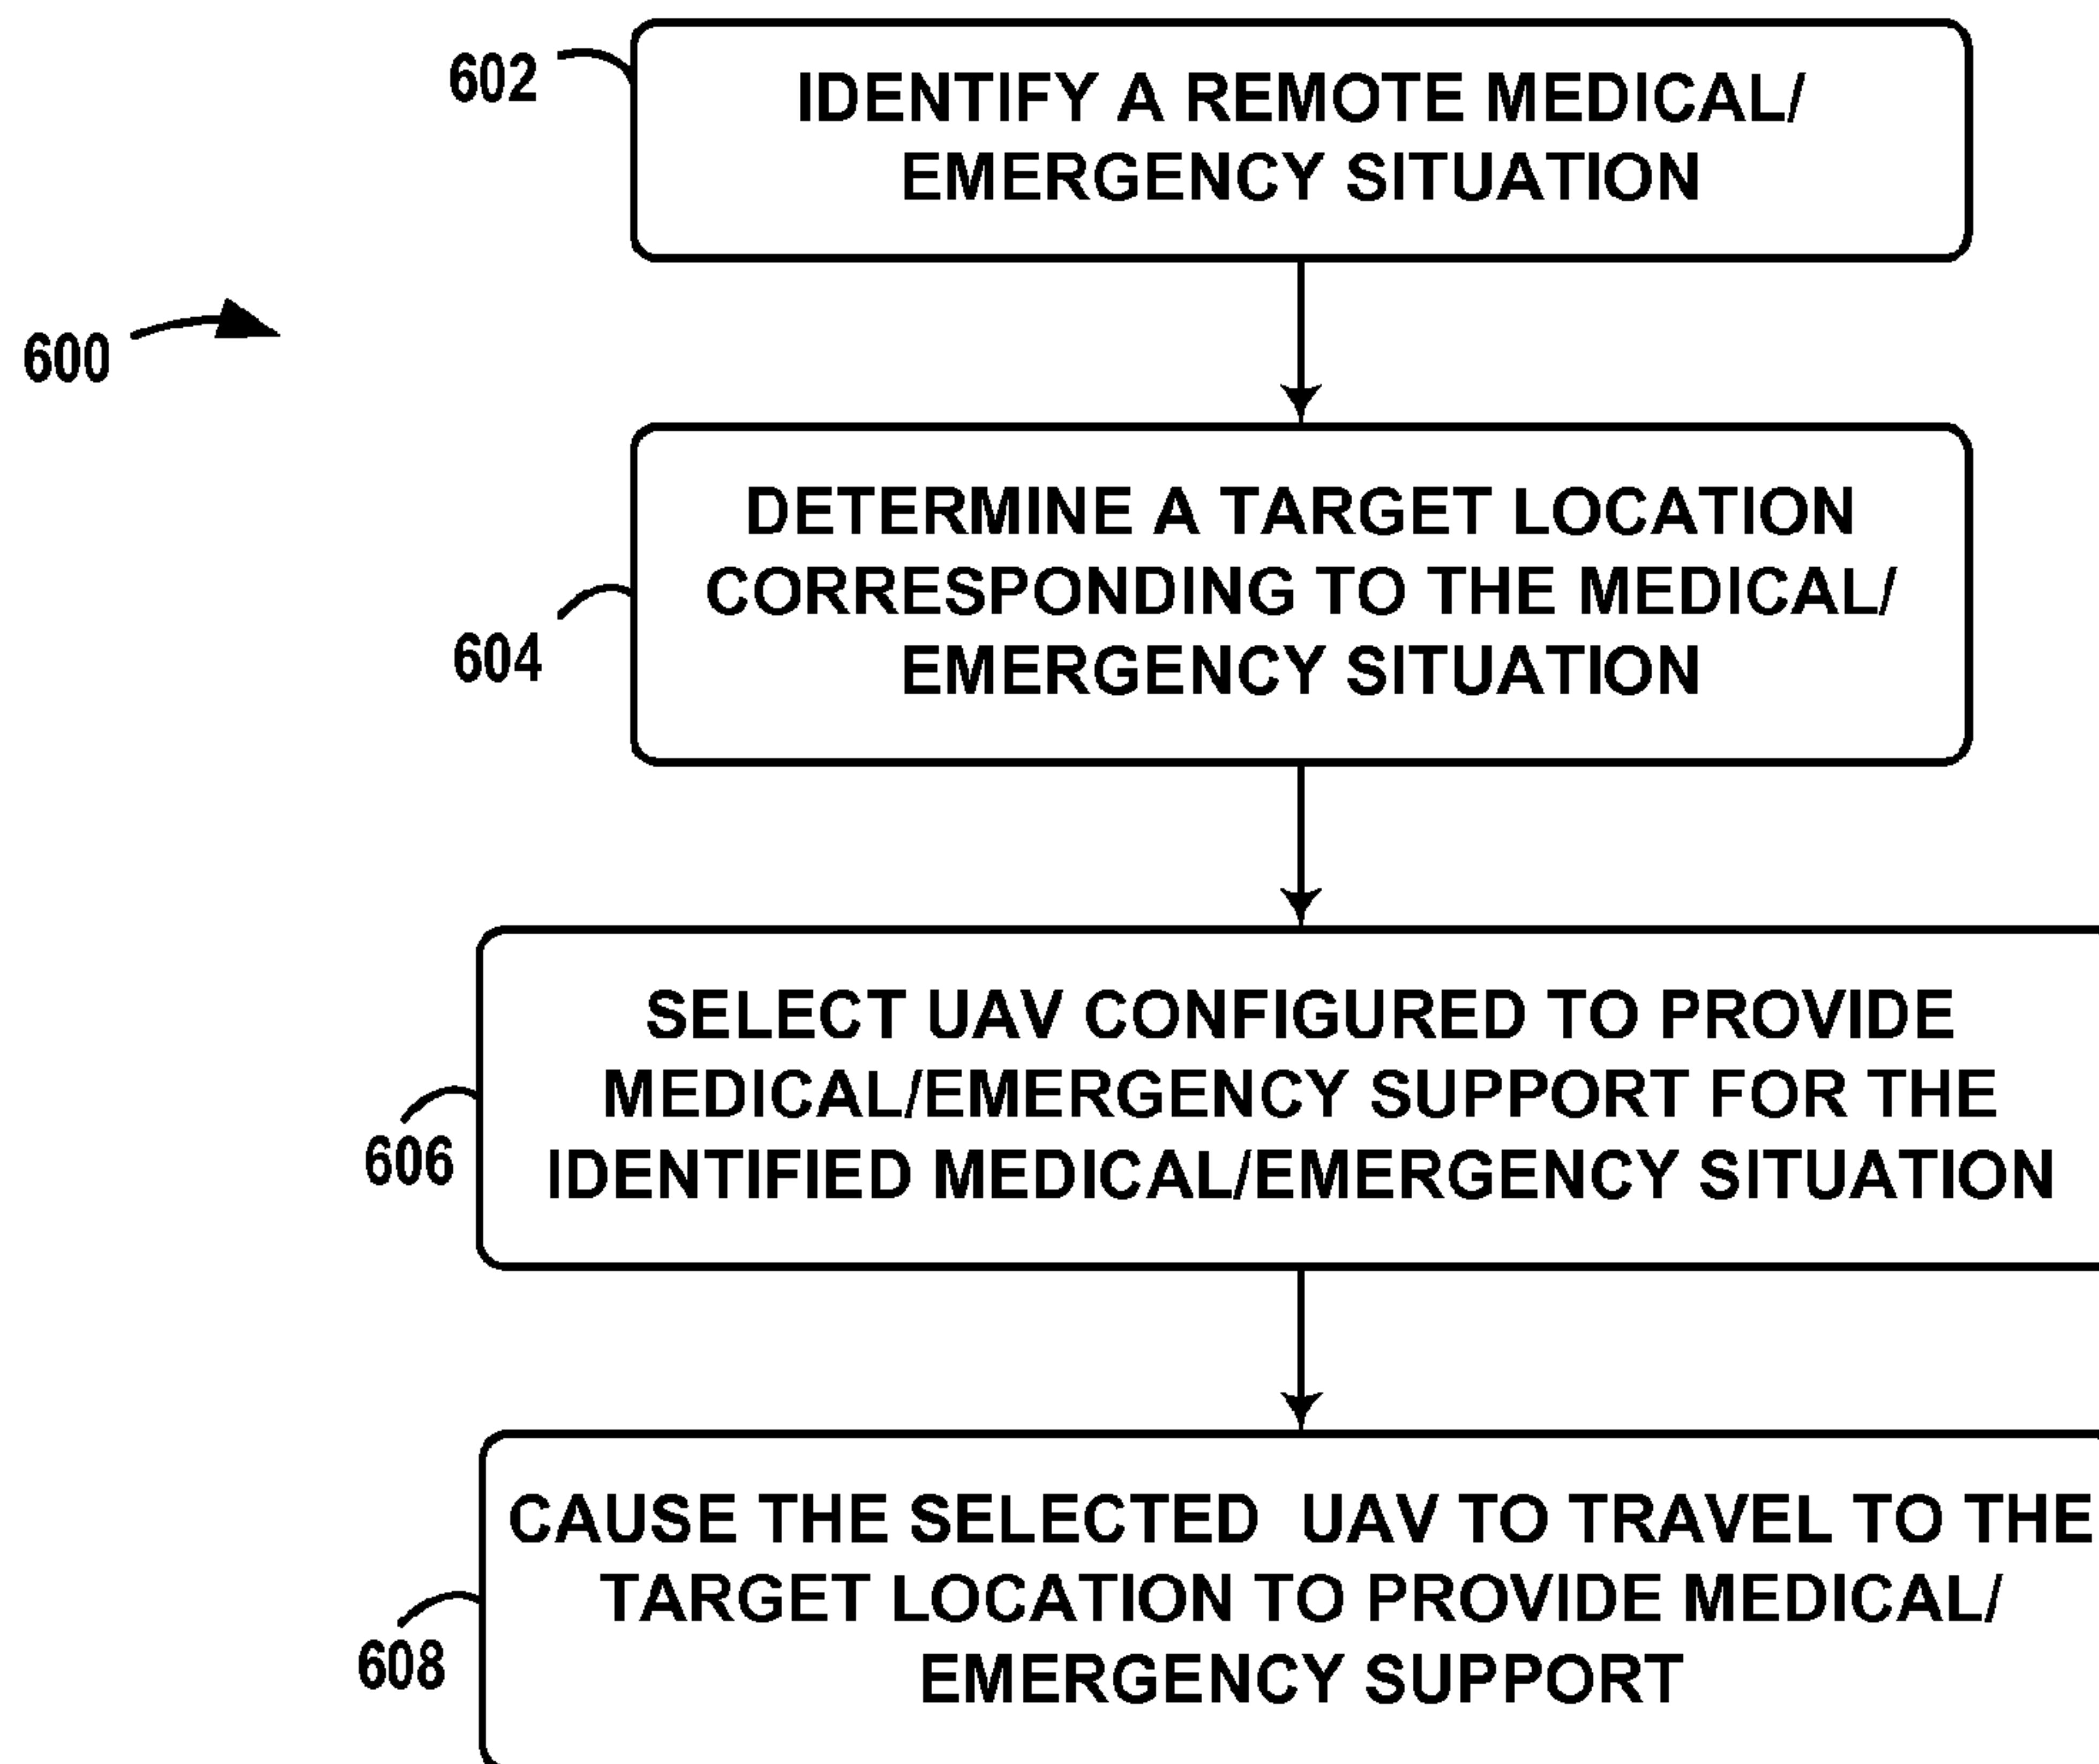 602
IDENTIFY A REMOTE MEDICAL/
EMERGENCY SITUATION
600
DETERMINE A TARGET LOCATION
CORRESPONDING TO THE MEDICAL/
EMERGENCY SITUATION
604
SELECT UAV CONFIGURED TO PROVIDE
MEDICAL/EMERGENCY SUPPORT FOR THE
IDENTIFIED MEDICAL/EMERGENCY SITUATION
606
CAUSE THE SELECTED UAV TO TRAVEL TO THE
TARGET LOCATION TO PROVIDE MEDICAL/
EMERGENCY SUPPORT
608